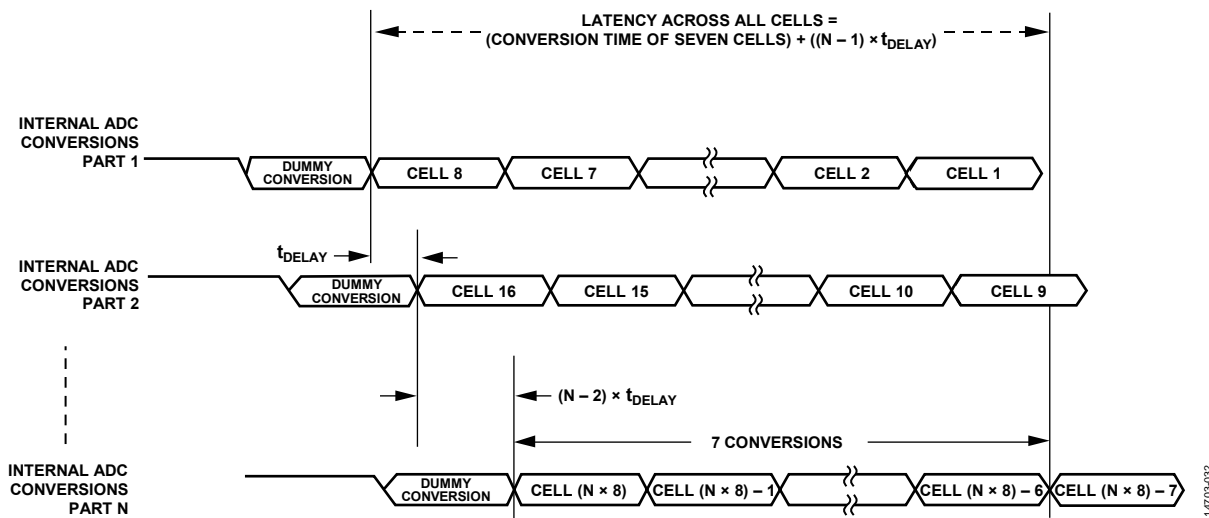 LATENCY ACROSS ALL CELLS =
(CONVERSION TIME OF SEVEN CELLS) + ((N – 1) × tDELAY)
INTERNAL ADC
CONVERSIONS
PART 1
DUMMY
CONVERSION
CELL 8
CELL 7
CELL 2
CELL 1
tDELAY
INTERNAL ADC
CONVERSIONS
PART 2
DUMMY
CONVERSION
CELL 16
CELL 15
CELL 10
CELL 9
(N – 2) × tDELAY
7 CONVERSIONS
INTERNAL ADC
CONVERSIONS
PART N
DUMMY
CONVERSION
CELL (N × 8)
CELL (N × 8) – 1
CELL (N × 8) – 6
CELL (N × 8) – 7
14703-032